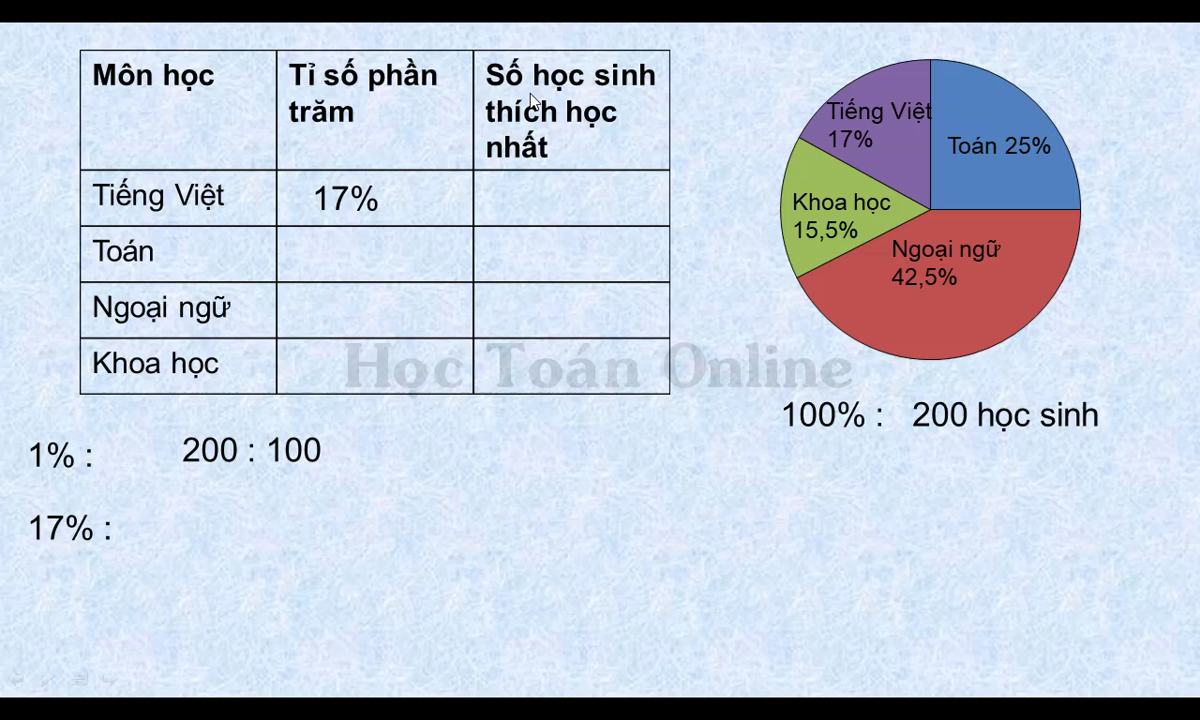 Môn học
Tỉ số phần
trăm
Số học sinh
thích học
nhất
Tiếng Việt
17%
Toán
Ngoại ngữ
Khoa học
Tiếng Việt
17%
Toán 25%
Khoa học
15,5%
Ngoại ngữ
42,5%
Học Toán Online
100% : 200 học sinh
1% : 200 : 100
17% :